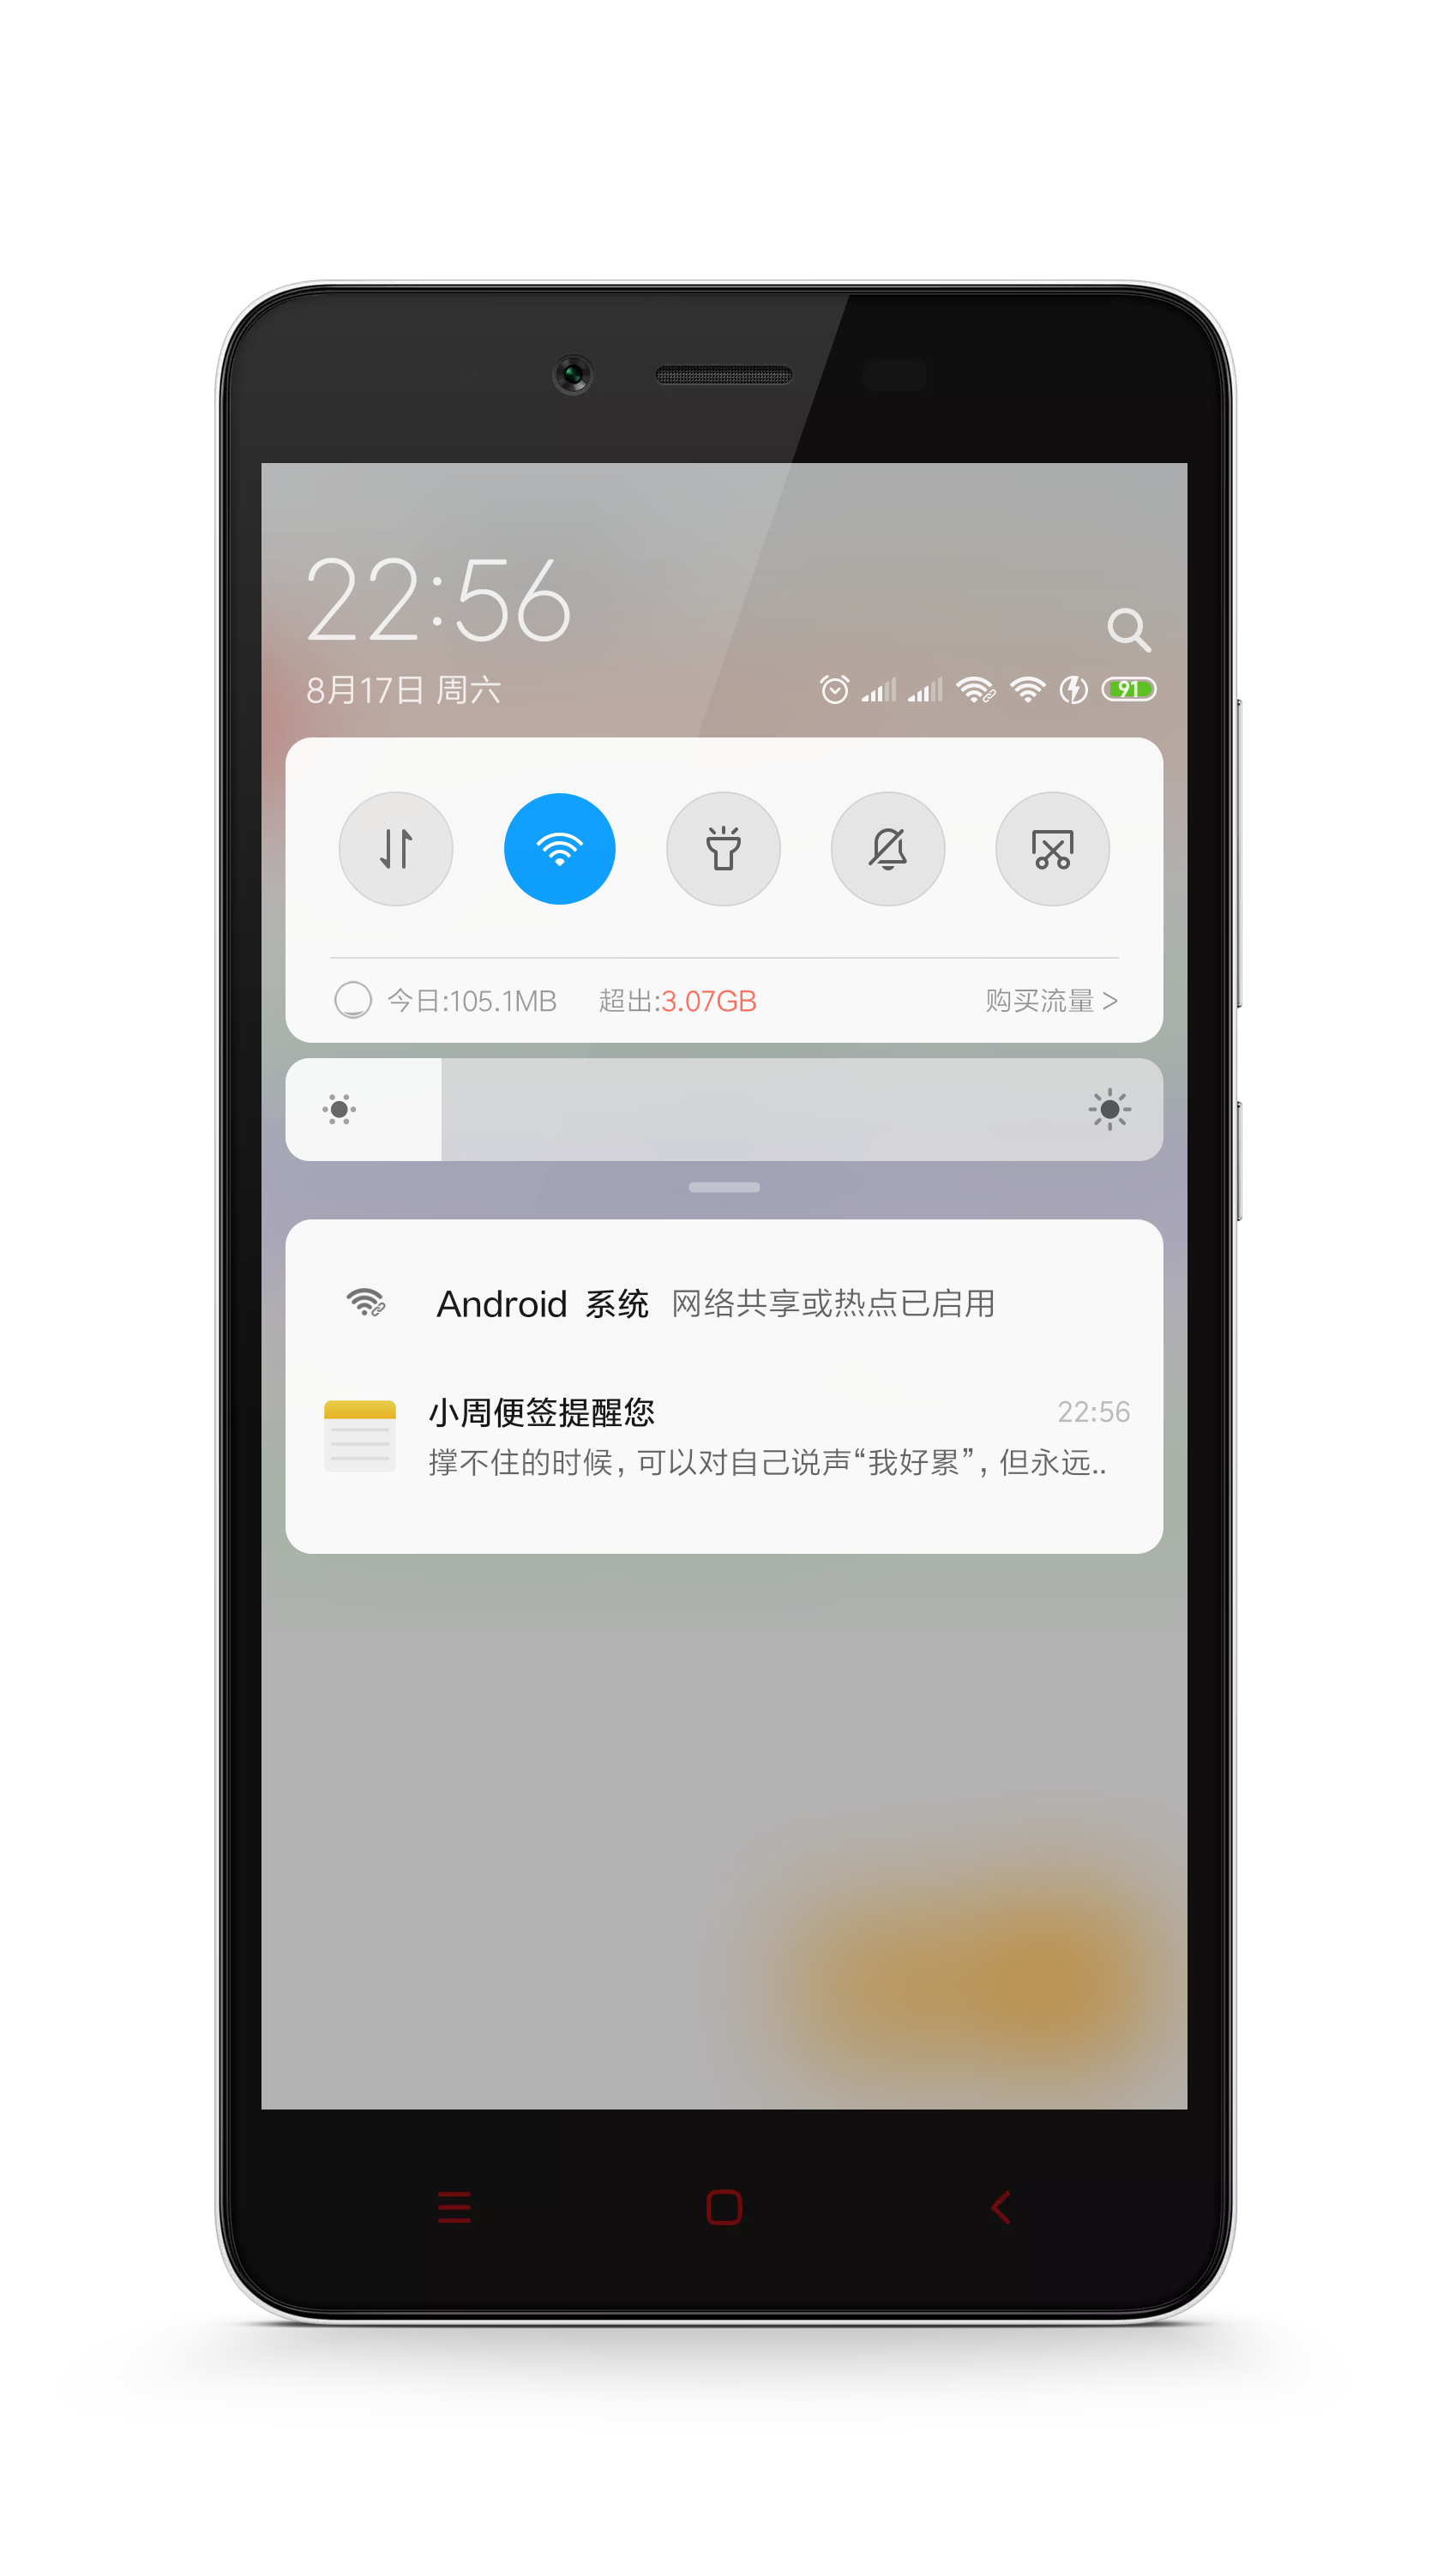 22:56
8月17日 周六
91
今日:105.1MB 超出:3.07GB 购买流量 >
Android 系统 网络共享或热点已启用
小周便签提醒您 22:56
撑不住的时候，可以对自己说声“我好累”，但永远..